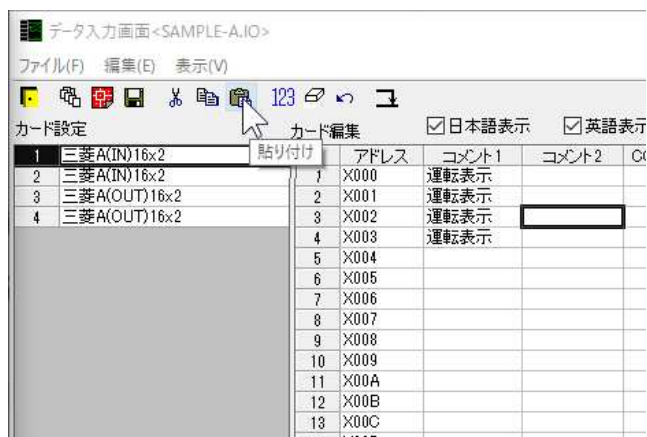 データ入力画面<SAMPLE-A.IO>
ファイル(F) 編集(E) 表示(V)
123
カード設定 カード編集 日本語表示 英語表示
貼り付け
1 三菱A(IN)16x2
2 三菱A(IN)16x2
3 三菱A(OUT)16x2
4 三菱A(OUT)16x2
アドレス コメント1 コメント2
1 X000 運転表示
2 X001 運転表示
3 X002 運転表示
4 X003 運転表示
5 X004
6 X005
7 X006
8 X007
9 X008
10 X009
11 X00A
12 X00B
13 X00C